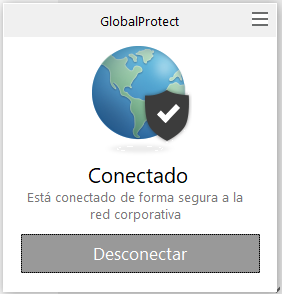 GlobalProtect
Conectado
Está conectado de forma segura a la
red corporativa
Desconectar